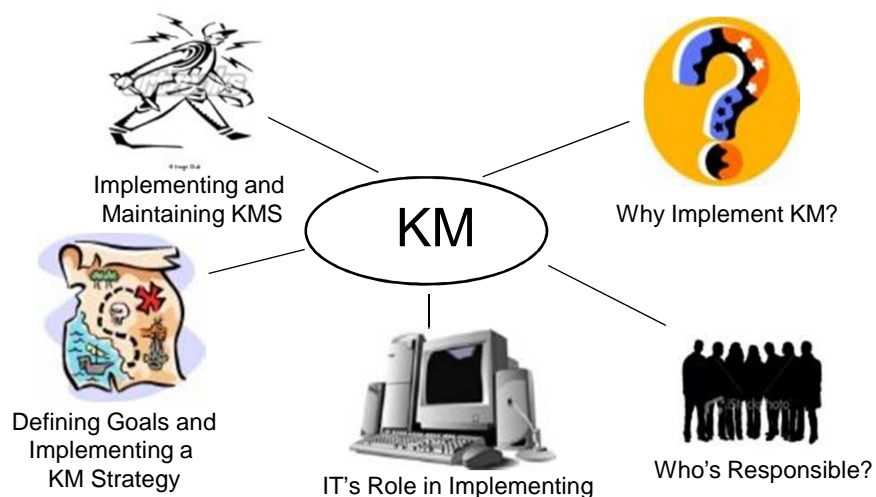 Implementing and
Maintaining KMS
KM
Why Implement KM?
Defining Goals and
Implementing a
KM Strategy
IT's Role in Implementing
Who's Responsible?
iStockphoto